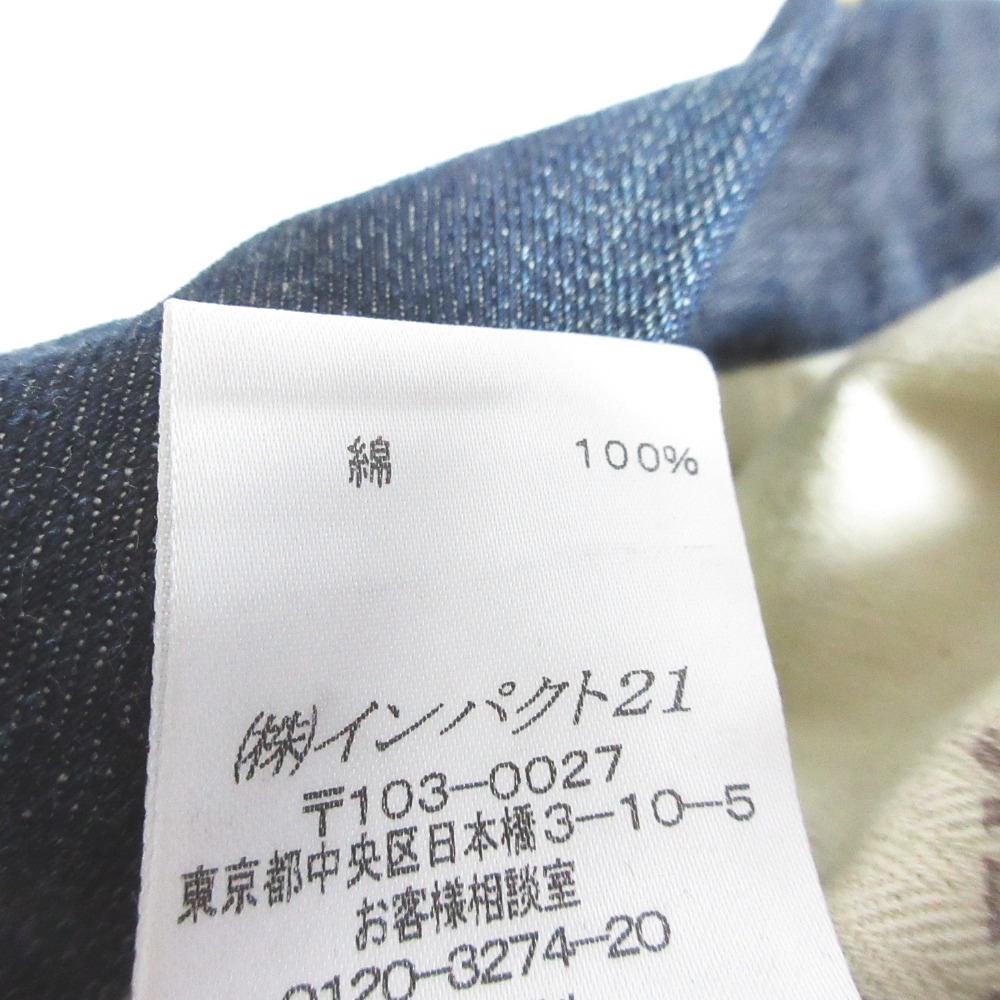 綿 100%
㈱インパクト21
〒103-0027
東京都中央区日本橋3-10-5
お客様相談室
0120-3274-20